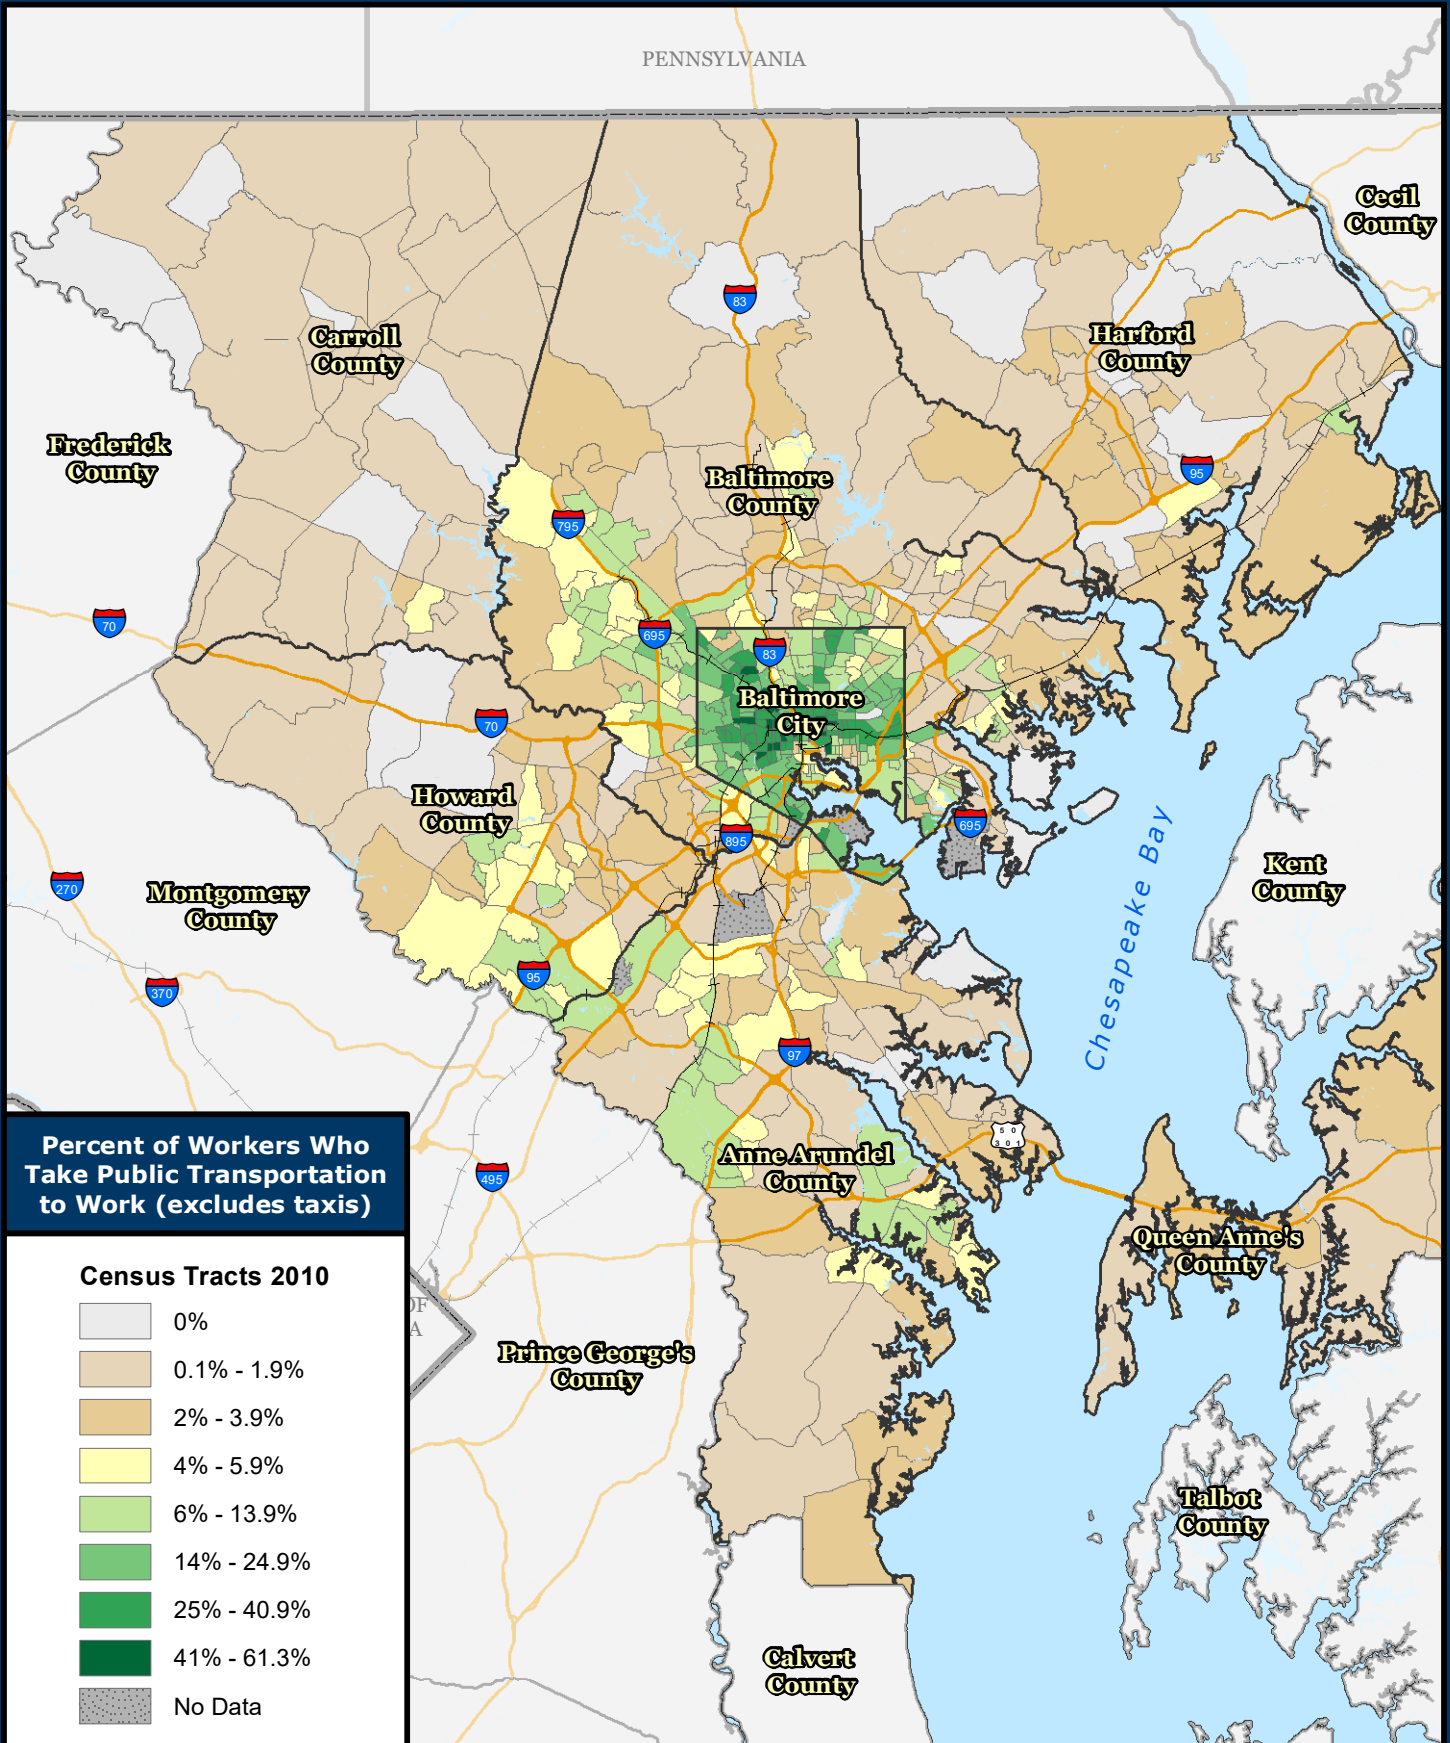 PENNSYLVANIA
Cecil
County
83
Carroll
County
Harford
County
Frederick
County
Baltimore
County
95
795
70
695
83
Baltimore
City
70
Howard
County
895
695
Chesapeake Bay
Kent
County
270
Montgomery
County
95
370
97
50
301
Anne Arundel
County
495
Queen Anne's
County
Percent of Workers Who
Take Public Transportation
to Work (excludes taxis)
Census Tracts 2010
0%
0.1% - 1.9%
2% - 3.9%
4% - 5.9%
6% - 13.9%
14% - 24.9%
25% - 40.9%
41% - 61.3%
No Data
OF
A
Prince George's
County
Talbot
County
Calvert
County